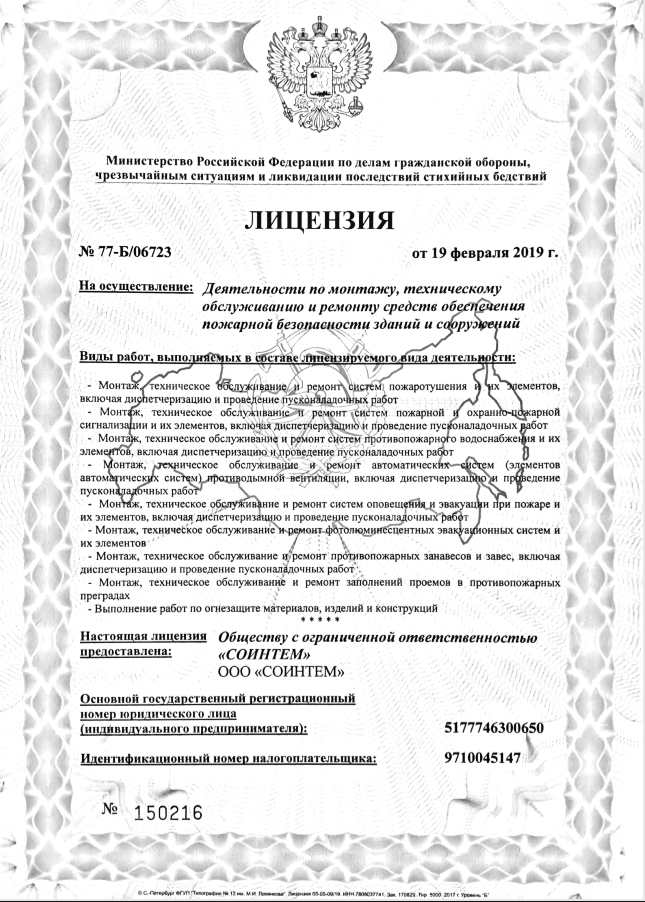 Министерство Российской Федерации по делам гражданской обороны,
чрезвычайным ситуациям и ликвидации последствий стихийных бедствий
ЛИЦЕНЗИЯ
№ 77-Б/06723 от 19 февраля 2019 г.
На осуществление: Деятельности по монтажу, техническому
обслуживанию и ремонту средств обеспечения
пожарной безопасности зданий и сооружений
Виды работ, выполняемых в составе лицензируемого вида деятельности:
- Монтаж, техническое обслуживание и ремонт систем пожаротушения и их элементов,
включая диспетчеризацию и проведение пусконаладочных работ
- Монтаж, техническое обслуживание и ремонт систем пожарной и охранно-пожарной
сигнализации и их элементов, включая диспетчеризацию и проведение пусконаладочных работ
- Монтаж, техническое обслуживание и ремонт систем противопожарного водоснабжения и их
элементов, включая диспетчеризацию и проведение пусконаладочных работ
- Монтаж, техническое обслуживание и ремонт автоматических систем (элементов
автоматических систем) противодымной вентиляции, включая диспетчеризацию и проведение
пусконаладочных работ
- Монтаж, техническое обслуживание и ремонт систем оповещения и эвакуации при пожаре и
их элементов, включая диспетчеризацию и проведение пусконаладочных работ
- Монтаж, техническое обслуживание и ремонт фотолюминесцентных эвакуационных систем и
их элементов
- Монтаж, техническое обслуживание и ремонт противопожарных занавесов и завес, включая
диспетчеризацию и проведение пусконаладочных работ
- Монтаж, техническое обслуживание и ремонт заполнений проемов в противопожарных
преградах
- Выполнение работ по огнезащите материалов, изделий и конструкций
* * * * *
Настоящая лицензия Обществу с ограниченной ответственностью
предоставлена: «СОИНТЕМ»
ООО «СОИНТЕМ»
Основной государственный регистрационный
номер юридического лица
(индивидуального предпринимателя): 5177746300650
Идентификационный номер налогоплательщика: 9710045147
№ 150216
© С.-Петербург ФГУП "Типография № 12 им. М.И. Лоханкова". Лицензия 05-05-09/19. ИНН 7808037741. Зак. 170829. Тир. 5000. 2017 г. Уровень "Б"